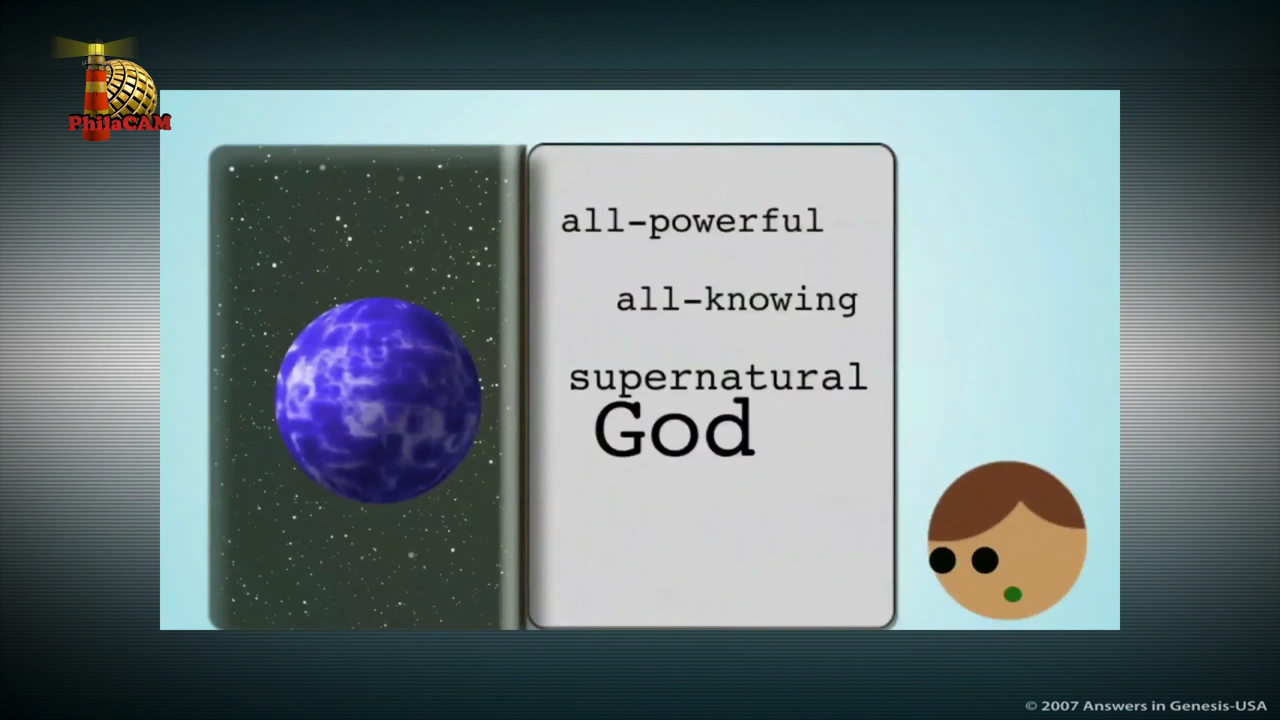 PhilaCAM
all-powerful
all-knowing
supernatural
God
© 2007 Answers in Genesis-USA